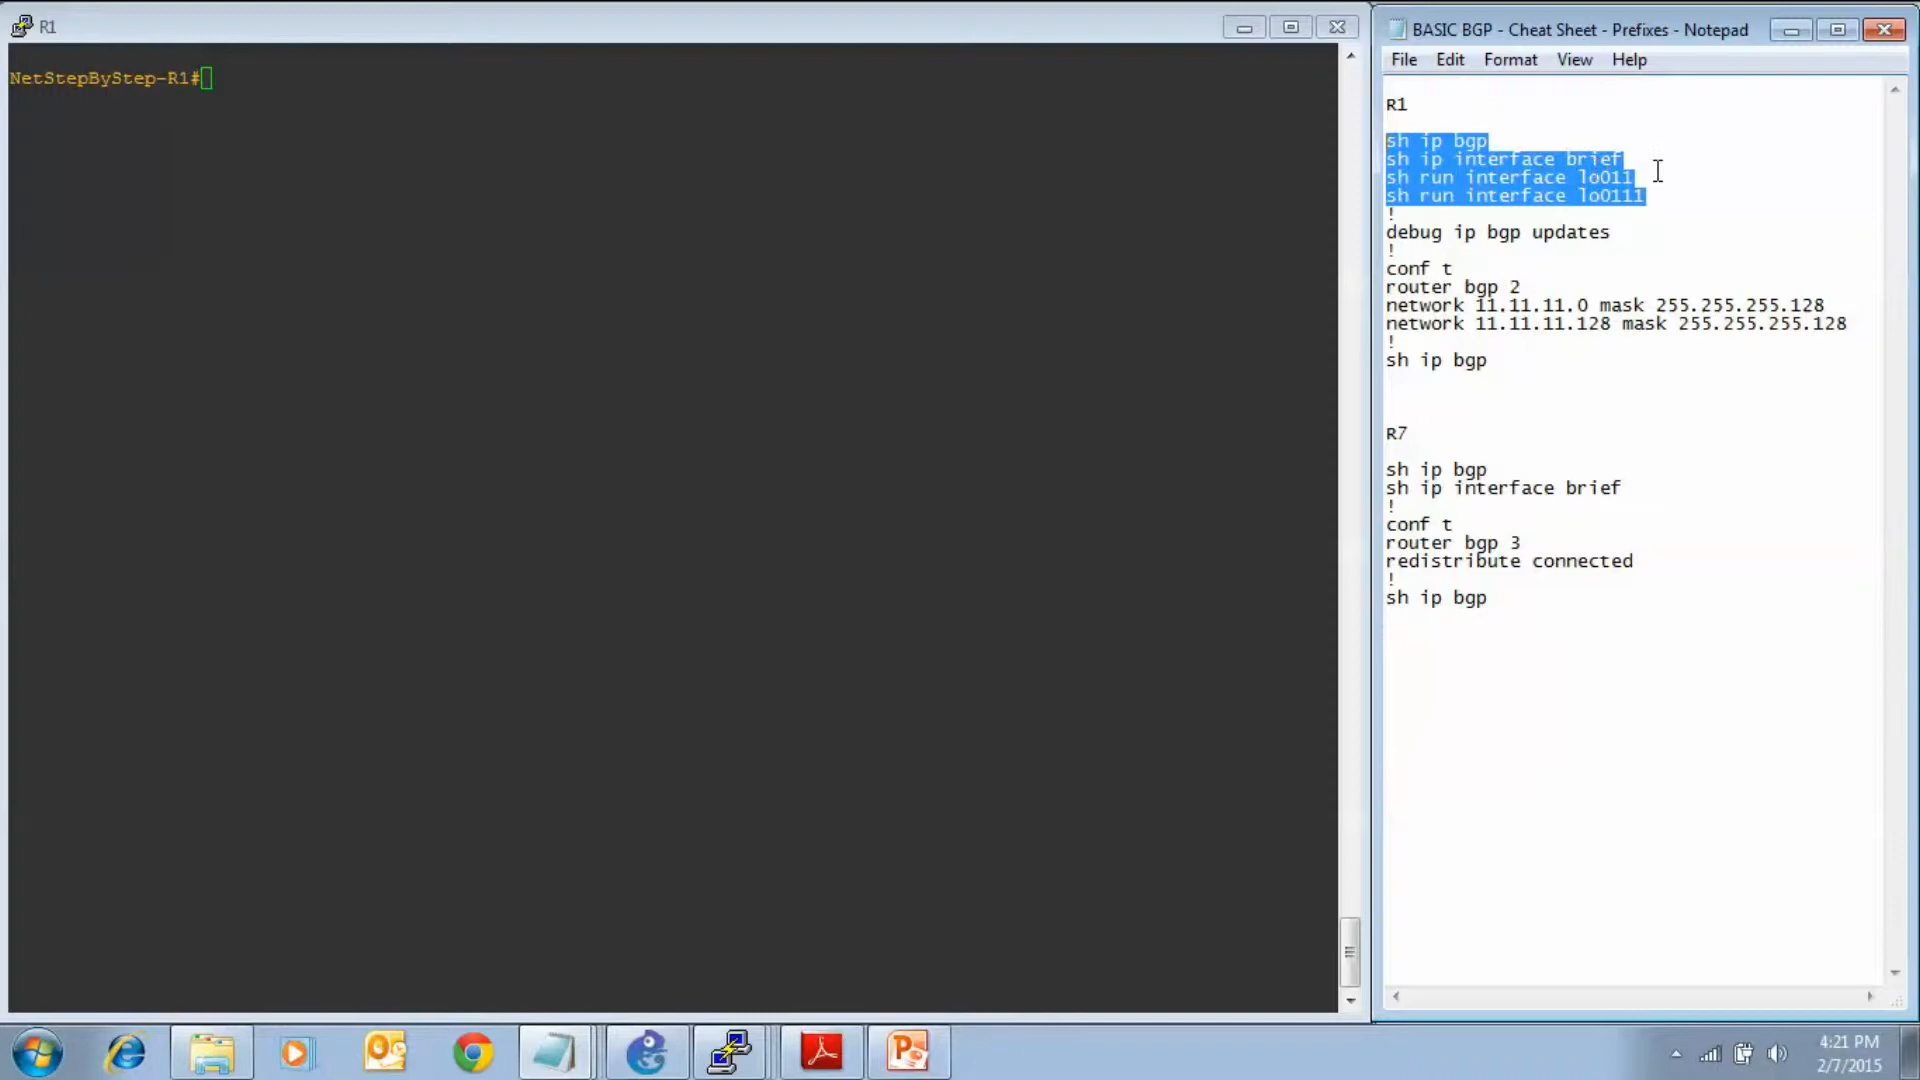 R1
NetStepByStep-R1#
BASIC BGP - Cheat Sheet - Prefixes - Notepad
File Edit Format View Help
R1
sh ip bgp
sh ip interface brief
sh run interface lo011
sh run interface lo0111
!
debug ip bgp updates
!
conf t
router bgp 2
network 11.11.11.0 mask 255.255.255.128
network 11.11.11.128 mask 255.255.255.128
!
sh ip bgp
R7
sh ip bgp
sh ip interface brief
!
conf t
router bgp 3
redistribute connected
!
sh ip bgp
4:21 PM
2/7/2015